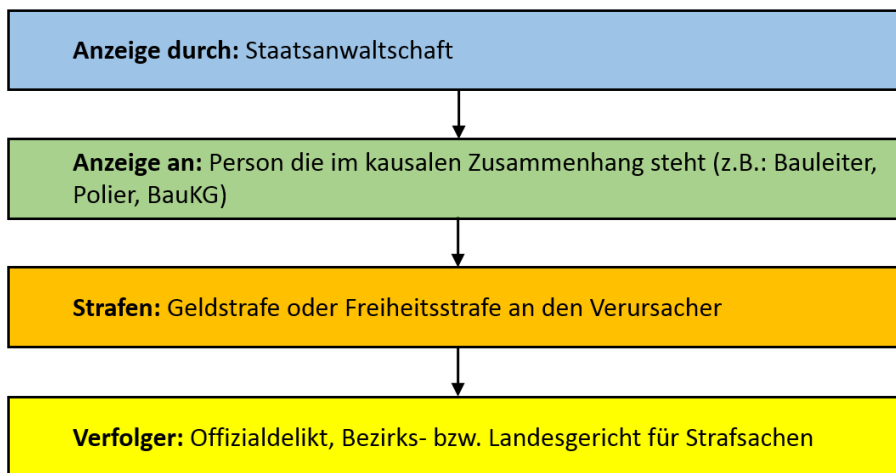 Anzeige durch: Staatsanwaltschaft
Anzeige an: Person die im kausalen Zusammenhang steht (z.B.: Bauleiter,
Polier, BauKG)
Strafen: Geldstrafe oder Freiheitsstrafe an den Verursacher
Verfolger: Offizialdelikt, Bezirks- bzw. Landesgericht für Strafsachen